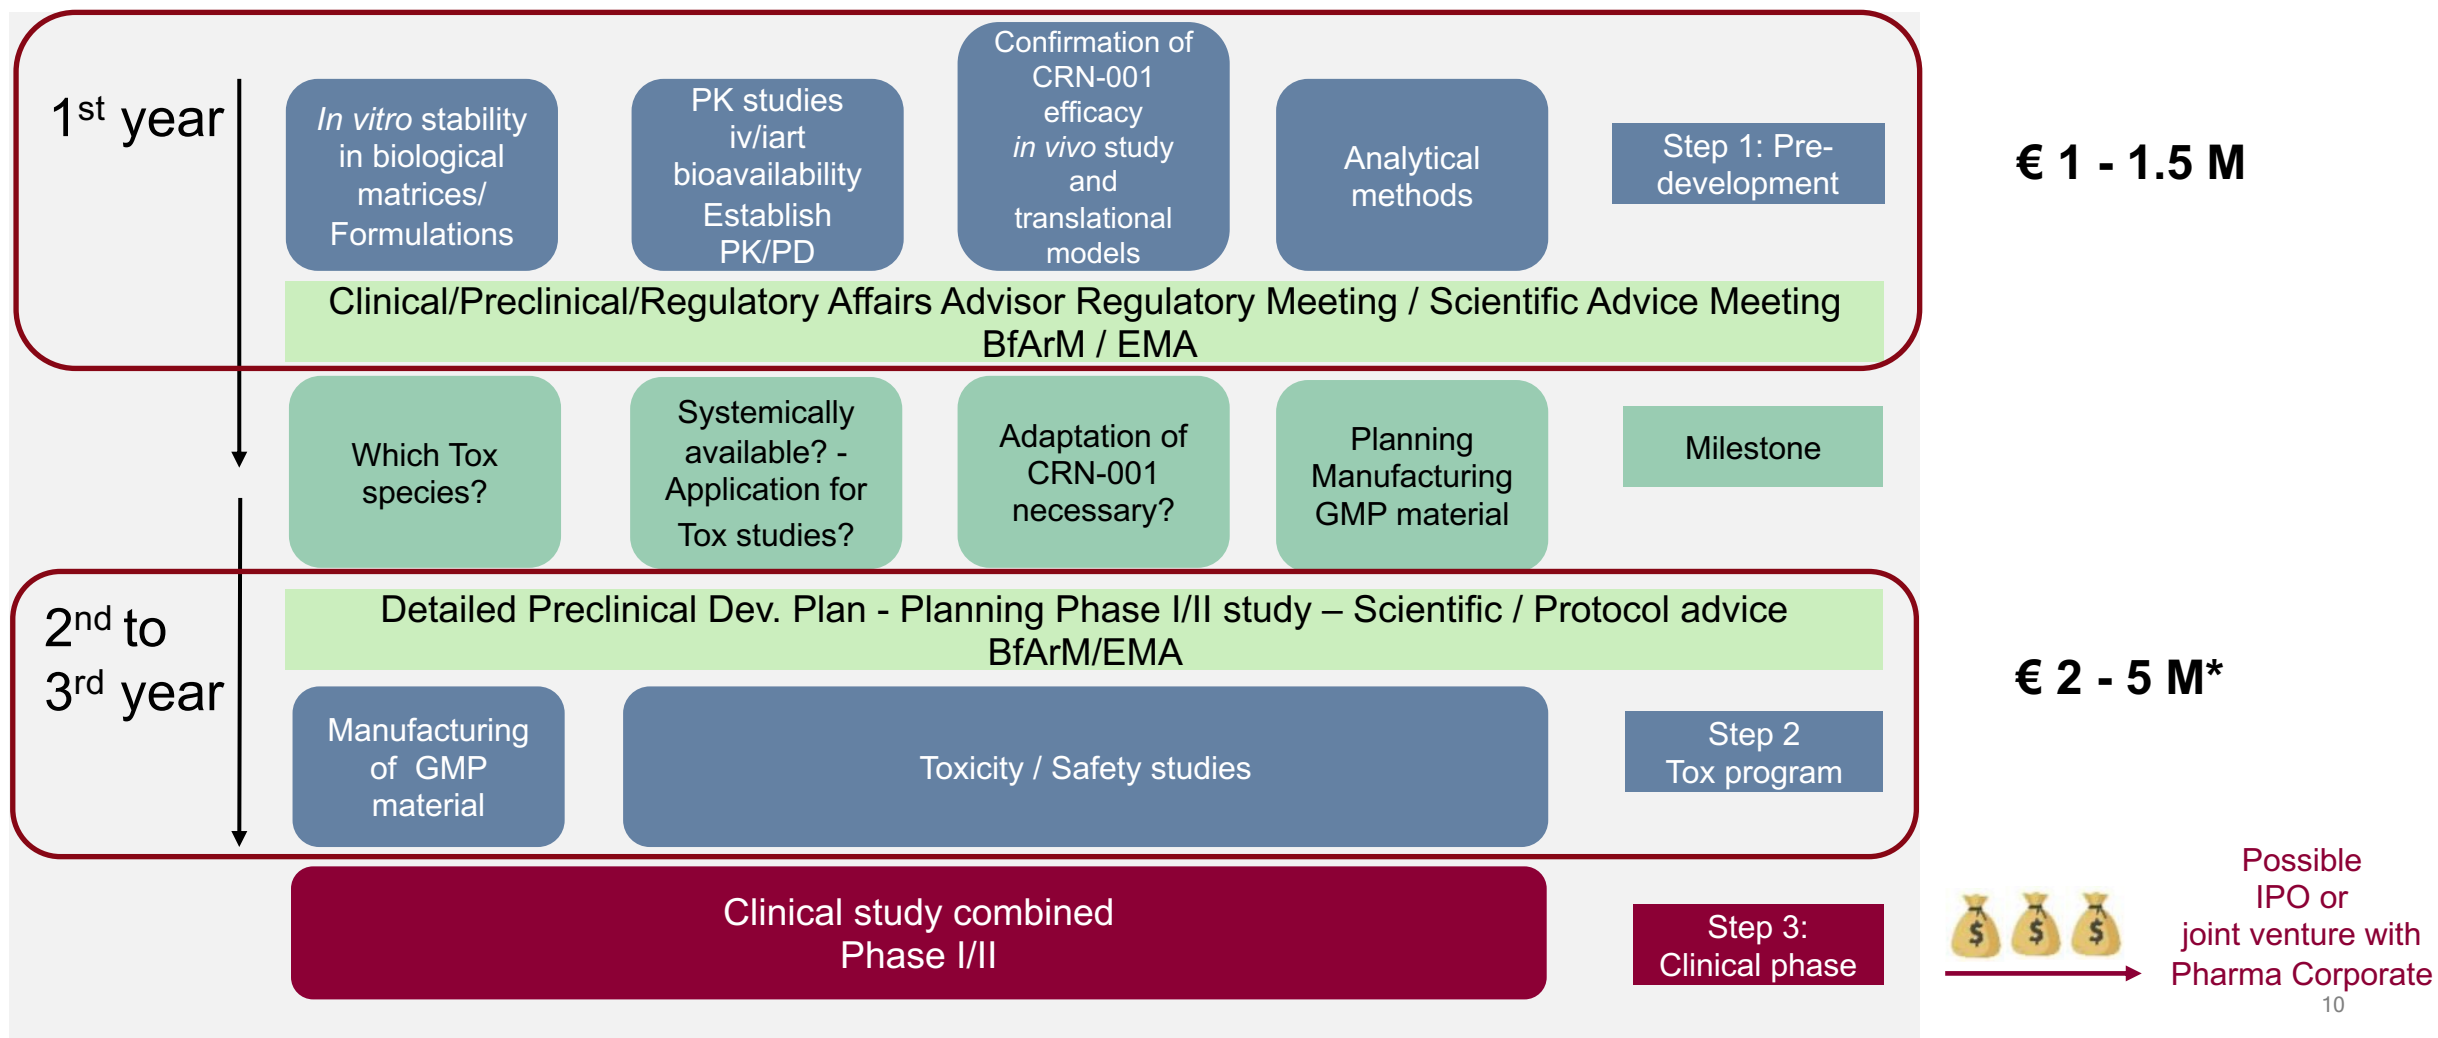 1st year
In vitro stability
in biological
matrices/
Formulations
PK studies
iv/iart
bioavailability
Establish
PK/PD
Confirmation of
CRN-001
efficacy
in vivo study
and
translational
models
Analytical
methods
Step 1: Pre-
development
€ 1 - 1.5 M
Clinical/Preclinical/Regulatory Affairs Advisor Regulatory Meeting / Scientific Advice Meeting
BfArM / EMA
Which Tox
species?
Systemically
available? -
Application for
Tox studies?
Adaptation of
CRN-001
necessary?
Planning
Manufacturing
GMP material
Milestone
2nd to
3rd year
Detailed Preclinical Dev. Plan - Planning Phase I/II study – Scientific / Protocol advice
BfArM/EMA
€ 2 - 5 M*
Manufacturing
of  GMP
material
Toxicity / Safety studies
Step 2
Tox program
Clinical study combined
Phase I/II
Step 3:
Clinical phase
$ $ $
Possible
IPO or
joint venture with
Pharma Corporate
10